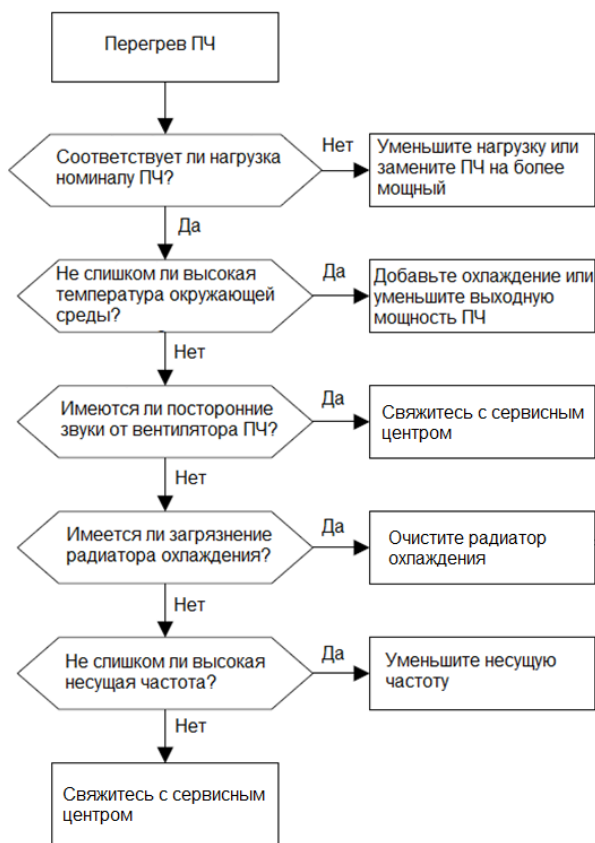 Перегрев ПЧ
Соответствует ли нагрузка
номиналу ПЧ?
Нет
Уменьшите нагрузку или
замените ПЧ на более
мощный
Да
Не слишком ли высокая
температура окружающей
среды?
Да
Добавьте охлаждение или
уменьшите выходную
мощность ПЧ
Нет
Имеются ли посторонние
звуки от вентилятора ПЧ?
Да
Свяжитесь с сервисным
центром
Нет
Имеется ли загрязнение
радиатора охлаждения?
Да
Очистите радиатор
охлаждения
Нет
Не слишком ли высокая
несущая частота?
Да
Уменьшите несущую
частоту
Нет
Свяжитесь с сервисным
центром